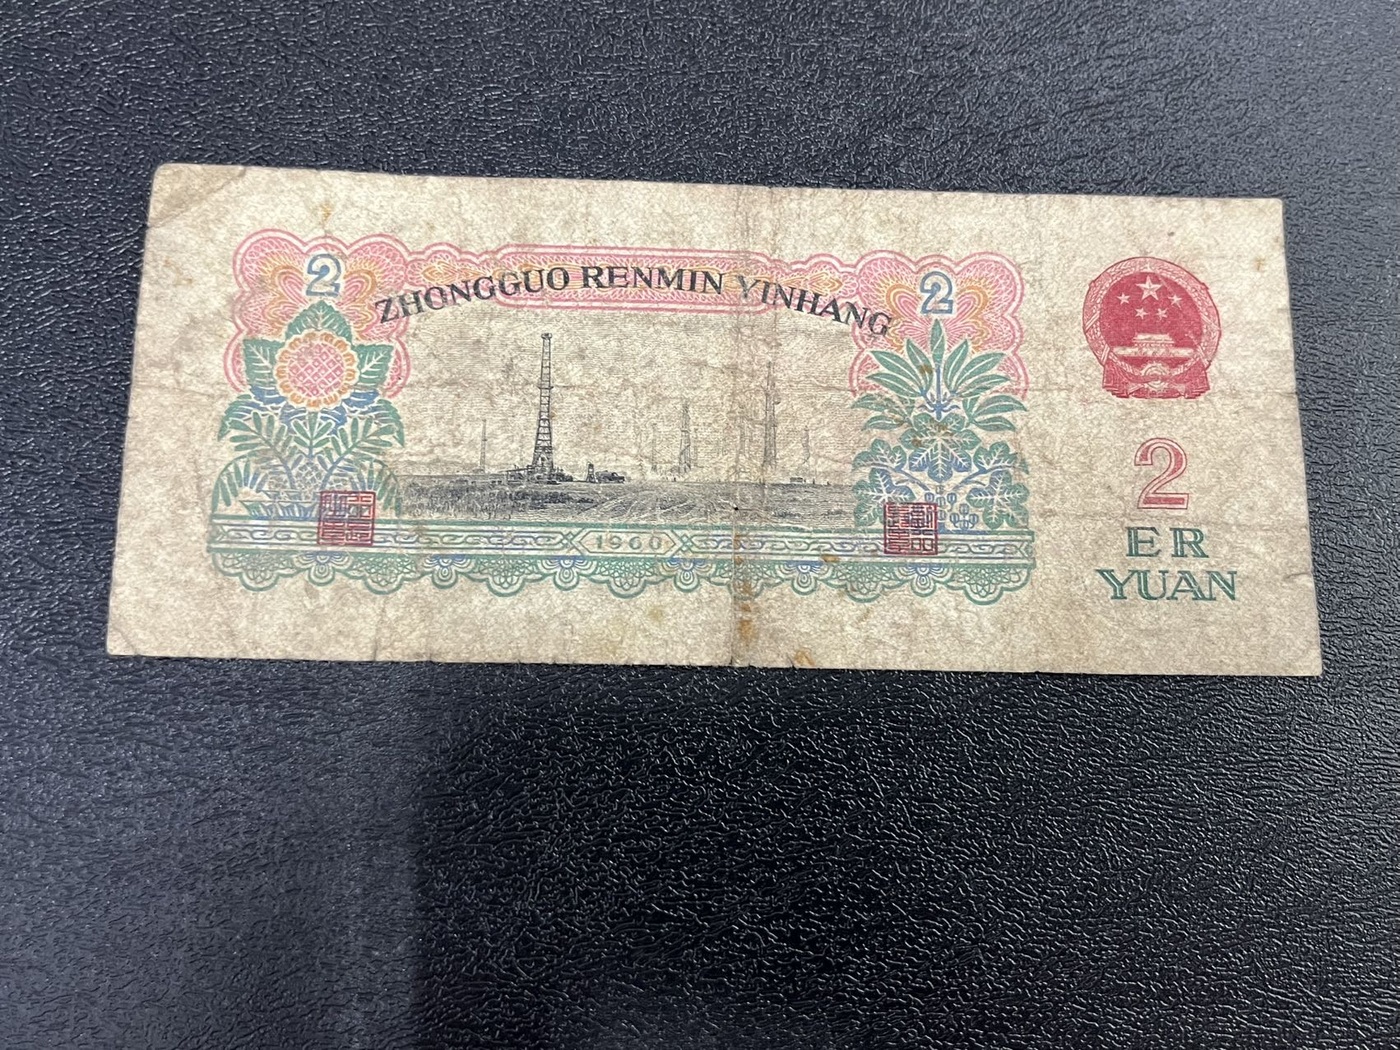 2
ZHONGGUO RENMIN YINHANG
2
1960
2
ER
YUAN